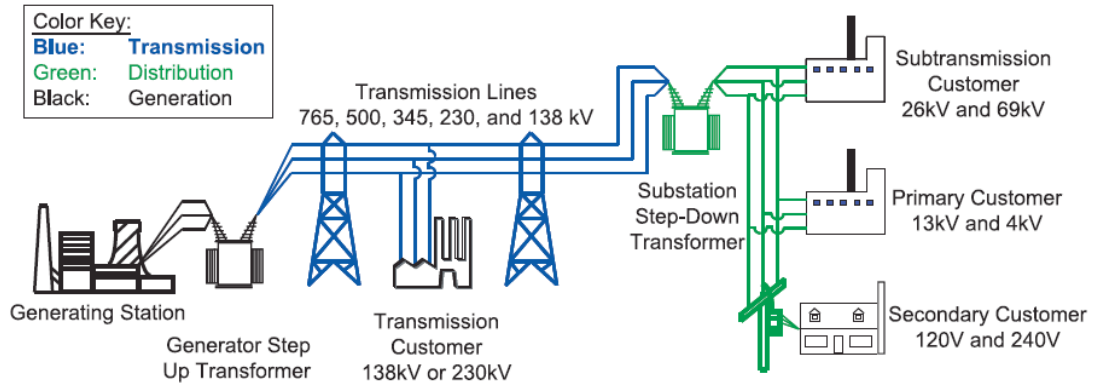 Color Key:
Blue: Transmission
Green: Distribution
Black: Generation
Transmission Lines
765, 500, 345, 230, and 138 kV
Generating Station
Generator Step
Up Transformer
Transmission
Customer
138kV or 230kV
Substation
Step-Down
Transformer
Subtransmission
Customer
26kV and 69kV
Primary Customer
13kV and 4kV
Secondary Customer
120V and 240V